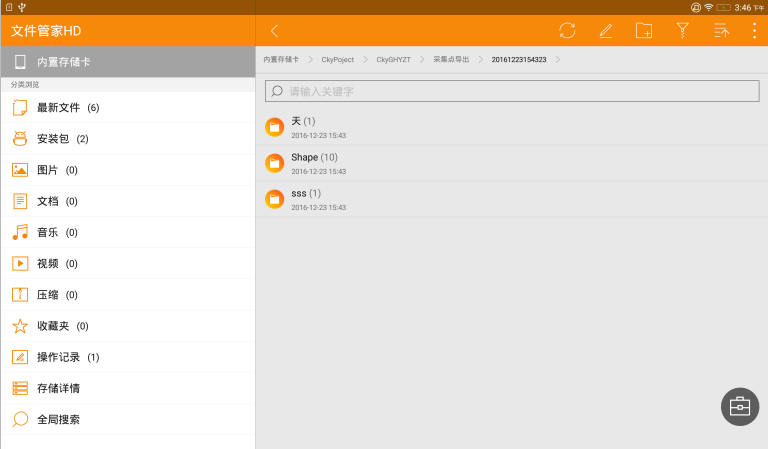 3:46 下午
文件管家HD
内置存储卡
分类浏览
最新文件 (6)
安装包 (2)
图片 (0)
文档 (0)
音乐 (0)
视频 (0)
压缩 (0)
收藏夹 (0)
操作记录 (1)
存储详情
全局搜索
内置存储卡 CkyPoject CkyGHYZT 采集点导出 20161223154323
请输入关键字
天 (1)
2016-12-23 15:43
Shape (10)
2016-12-23 15:43
sss (1)
2016-12-23 15:43